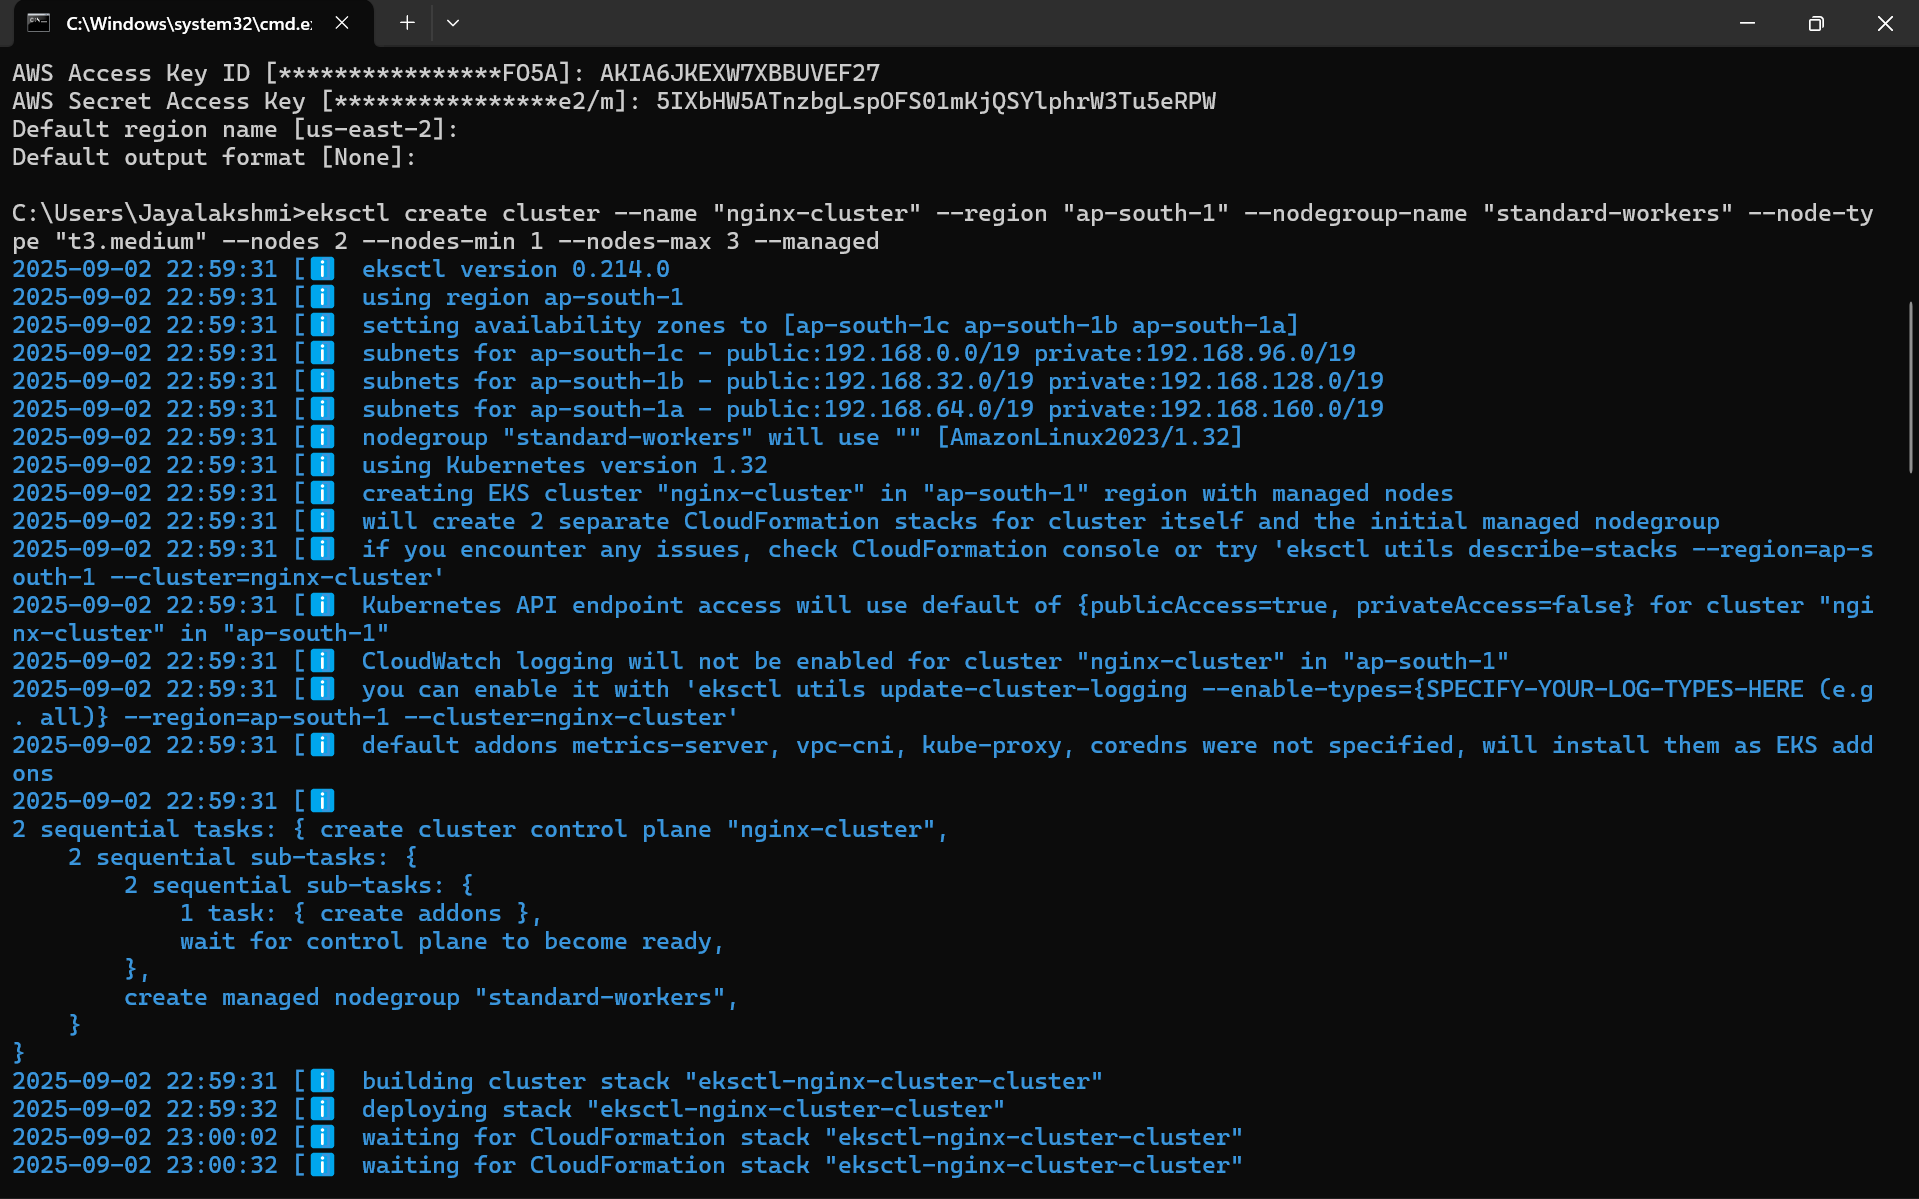 C:\Windows\system32\cmd.e
AWS Access Key ID [****************FO5A]: AKIA6JKEXW7XBBUVEF27
AWS Secret Access Key [****************e2/m]: 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
Default region name [us-east-2]:
Default output format [None]:
C:\Users\Jayalakshmi>eksctl create cluster --name "nginx-cluster" --region "ap-south-1" --nodegroup-name "standard-workers" --node-ty
pe "t3.medium" --nodes 2 --nodes-min 1 --nodes-max 3 --managed
2025-09-02 22:59:31 [ℹ️  eksctl version 0.214.0
2025-09-02 22:59:31 [ℹ️  using region ap-south-1
2025-09-02 22:59:31 [ℹ️  setting availability zones to [ap-south-1c ap-south-1b ap-south-1a]
2025-09-02 22:59:31 [ℹ️  subnets for ap-south-1c - public:192.168.0.0/19 private:192.168.96.0/19
2025-09-02 22:59:31 [ℹ️  subnets for ap-south-1b - public:192.168.32.0/19 private:192.168.128.0/19
2025-09-02 22:59:31 [ℹ️  subnets for ap-south-1a - public:192.168.64.0/19 private:192.168.160.0/19
2025-09-02 22:59:31 [ℹ️  nodegroup "standard-workers" will use "" [AmazonLinux2023/1.32]
2025-09-02 22:59:31 [ℹ️  using Kubernetes version 1.32
2025-09-02 22:59:31 [ℹ️  creating EKS cluster "nginx-cluster" in "ap-south-1" region with managed nodes
2025-09-02 22:59:31 [ℹ️  will create 2 separate CloudFormation stacks for cluster itself and the initial managed nodegroup
2025-09-02 22:59:31 [ℹ️  if you encounter any issues, check CloudFormation console or try 'eksctl utils describe-stacks --region=ap-s
outh-1 --cluster=nginx-cluster'
2025-09-02 22:59:31 [ℹ️  Kubernetes API endpoint access will use default of {publicAccess=true, privateAccess=false} for cluster "ngi
nx-cluster" in "ap-south-1"
2025-09-02 22:59:31 [ℹ️  CloudWatch logging will not be enabled for cluster "nginx-cluster" in "ap-south-1"
2025-09-02 22:59:31 [ℹ️  you can enable it with 'eksctl utils update-cluster-logging --enable-types={SPECIFY-YOUR-LOG-TYPES-HERE (e.g
. all)} --region=ap-south-1 --cluster=nginx-cluster'
2025-09-02 22:59:31 [ℹ️  default addons metrics-server, vpc-cni, kube-proxy, coredns were not specified, will install them as EKS add
ons
2025-09-02 22:59:31 [ℹ️
2 sequential tasks: { create cluster control plane "nginx-cluster",
    2 sequential sub-tasks: {
        2 sequential sub-tasks: {
            1 task: { create addons },
            wait for control plane to become ready,
        },
        create managed nodegroup "standard-workers",
    }
}
2025-09-02 22:59:31 [ℹ️  building cluster stack "eksctl-nginx-cluster-cluster"
2025-09-02 22:59:32 [ℹ️  deploying stack "eksctl-nginx-cluster-cluster"
2025-09-02 23:00:02 [ℹ️  waiting for CloudFormation stack "eksctl-nginx-cluster-cluster"
2025-09-02 23:00:32 [ℹ️  waiting for CloudFormation stack "eksctl-nginx-cluster-cluster"